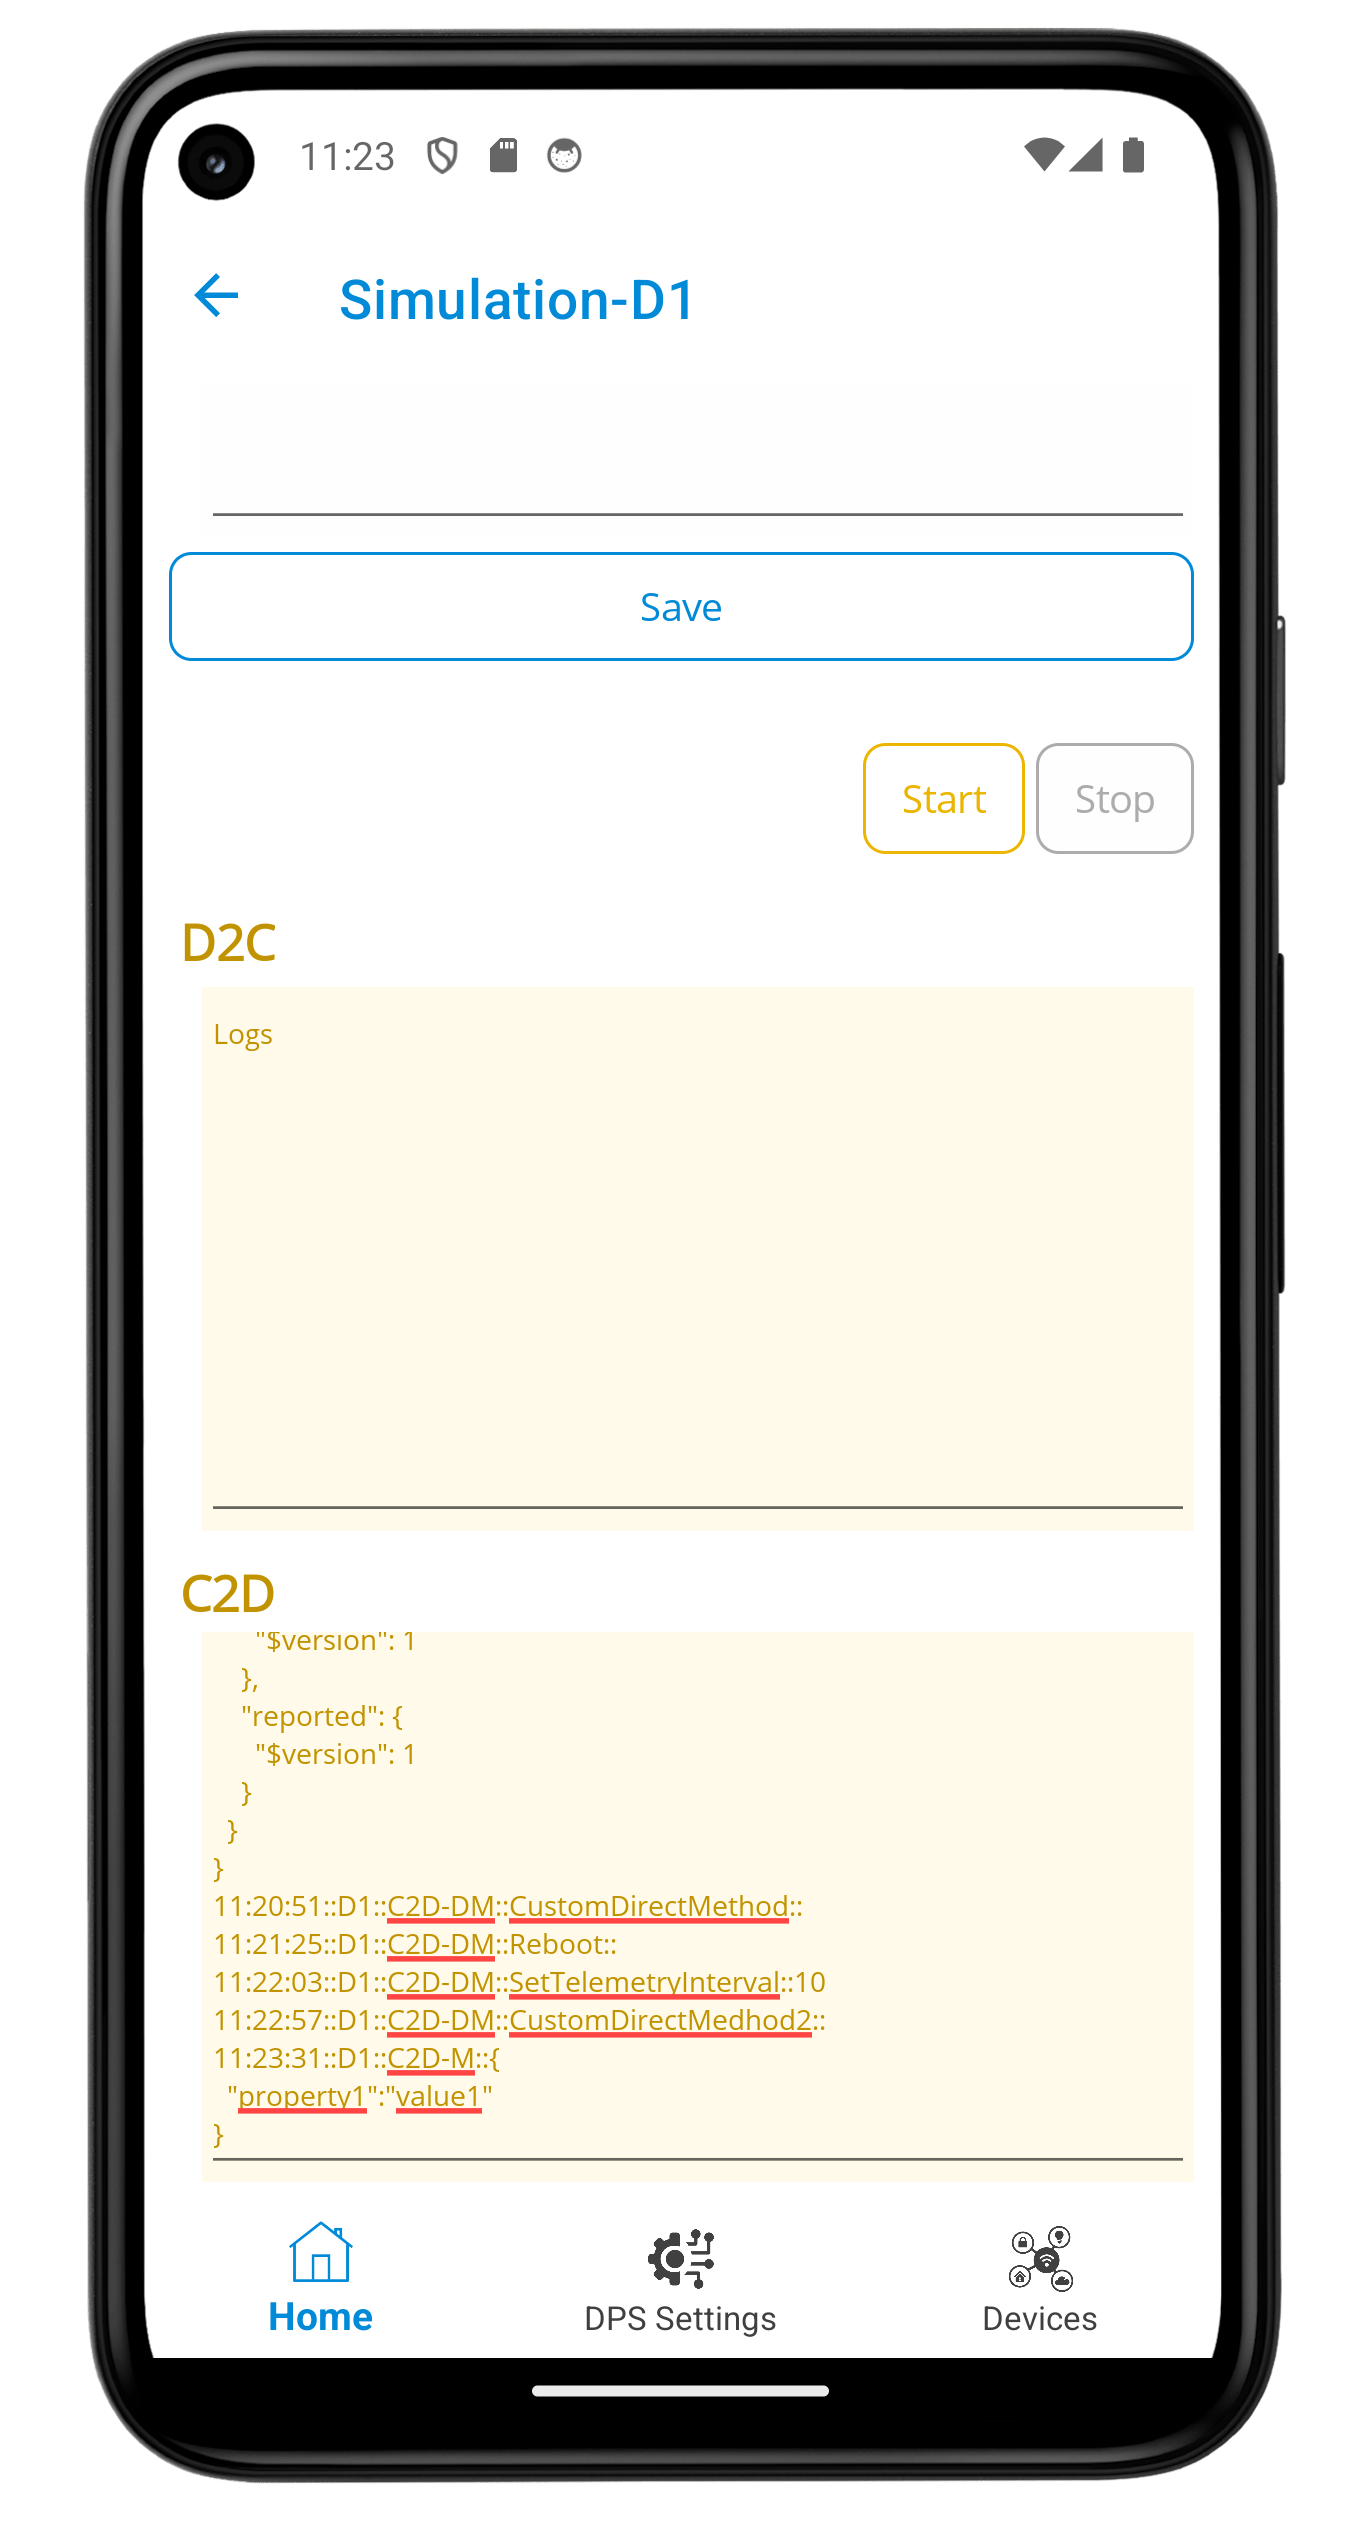 11:23
Simulation-D1
Save
Start Stop
D2C
Logs
C2D
"$version": 1
},
"reported": {
"$version": 1
}
}
}
11:20:51::D1::C2D-DM::CustomDirectMethod::
11:21:25::D1::C2D-DM::Reboot::
11:22:03::D1::C2D-DM::SetTelemetryInterval::10
11:22:57::D1::C2D-DM::CustomDirectMedhod2::
11:23:31::D1::C2D-M::{
"property1":"value1"
}
Home DPS Settings Devices